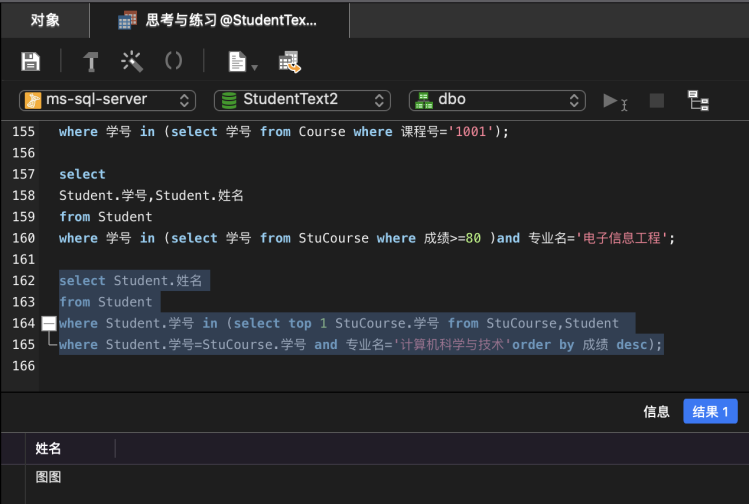 对象
思考与练习@StudentTex...
ms-sql-server
StudentText2
dbo
155 where 学号 in (select 学号 from Course where 课程号='1001');
156
157 select
158 Student.学号,Student.姓名
159 from Student
160 where 学号 in (select 学号 from StuCourse where 成绩>=80 )and 专业名='电子信息工程';
161
162 select Student.姓名
163 from Student
164 where Student.学号 in (select top 1 StuCourse.学号 from StuCourse,Student
165 where Student.学号=StuCourse.学号 and 专业名='计算机科学与技术'order by 成绩 desc);
166
信息
结果 1
姓名
图图